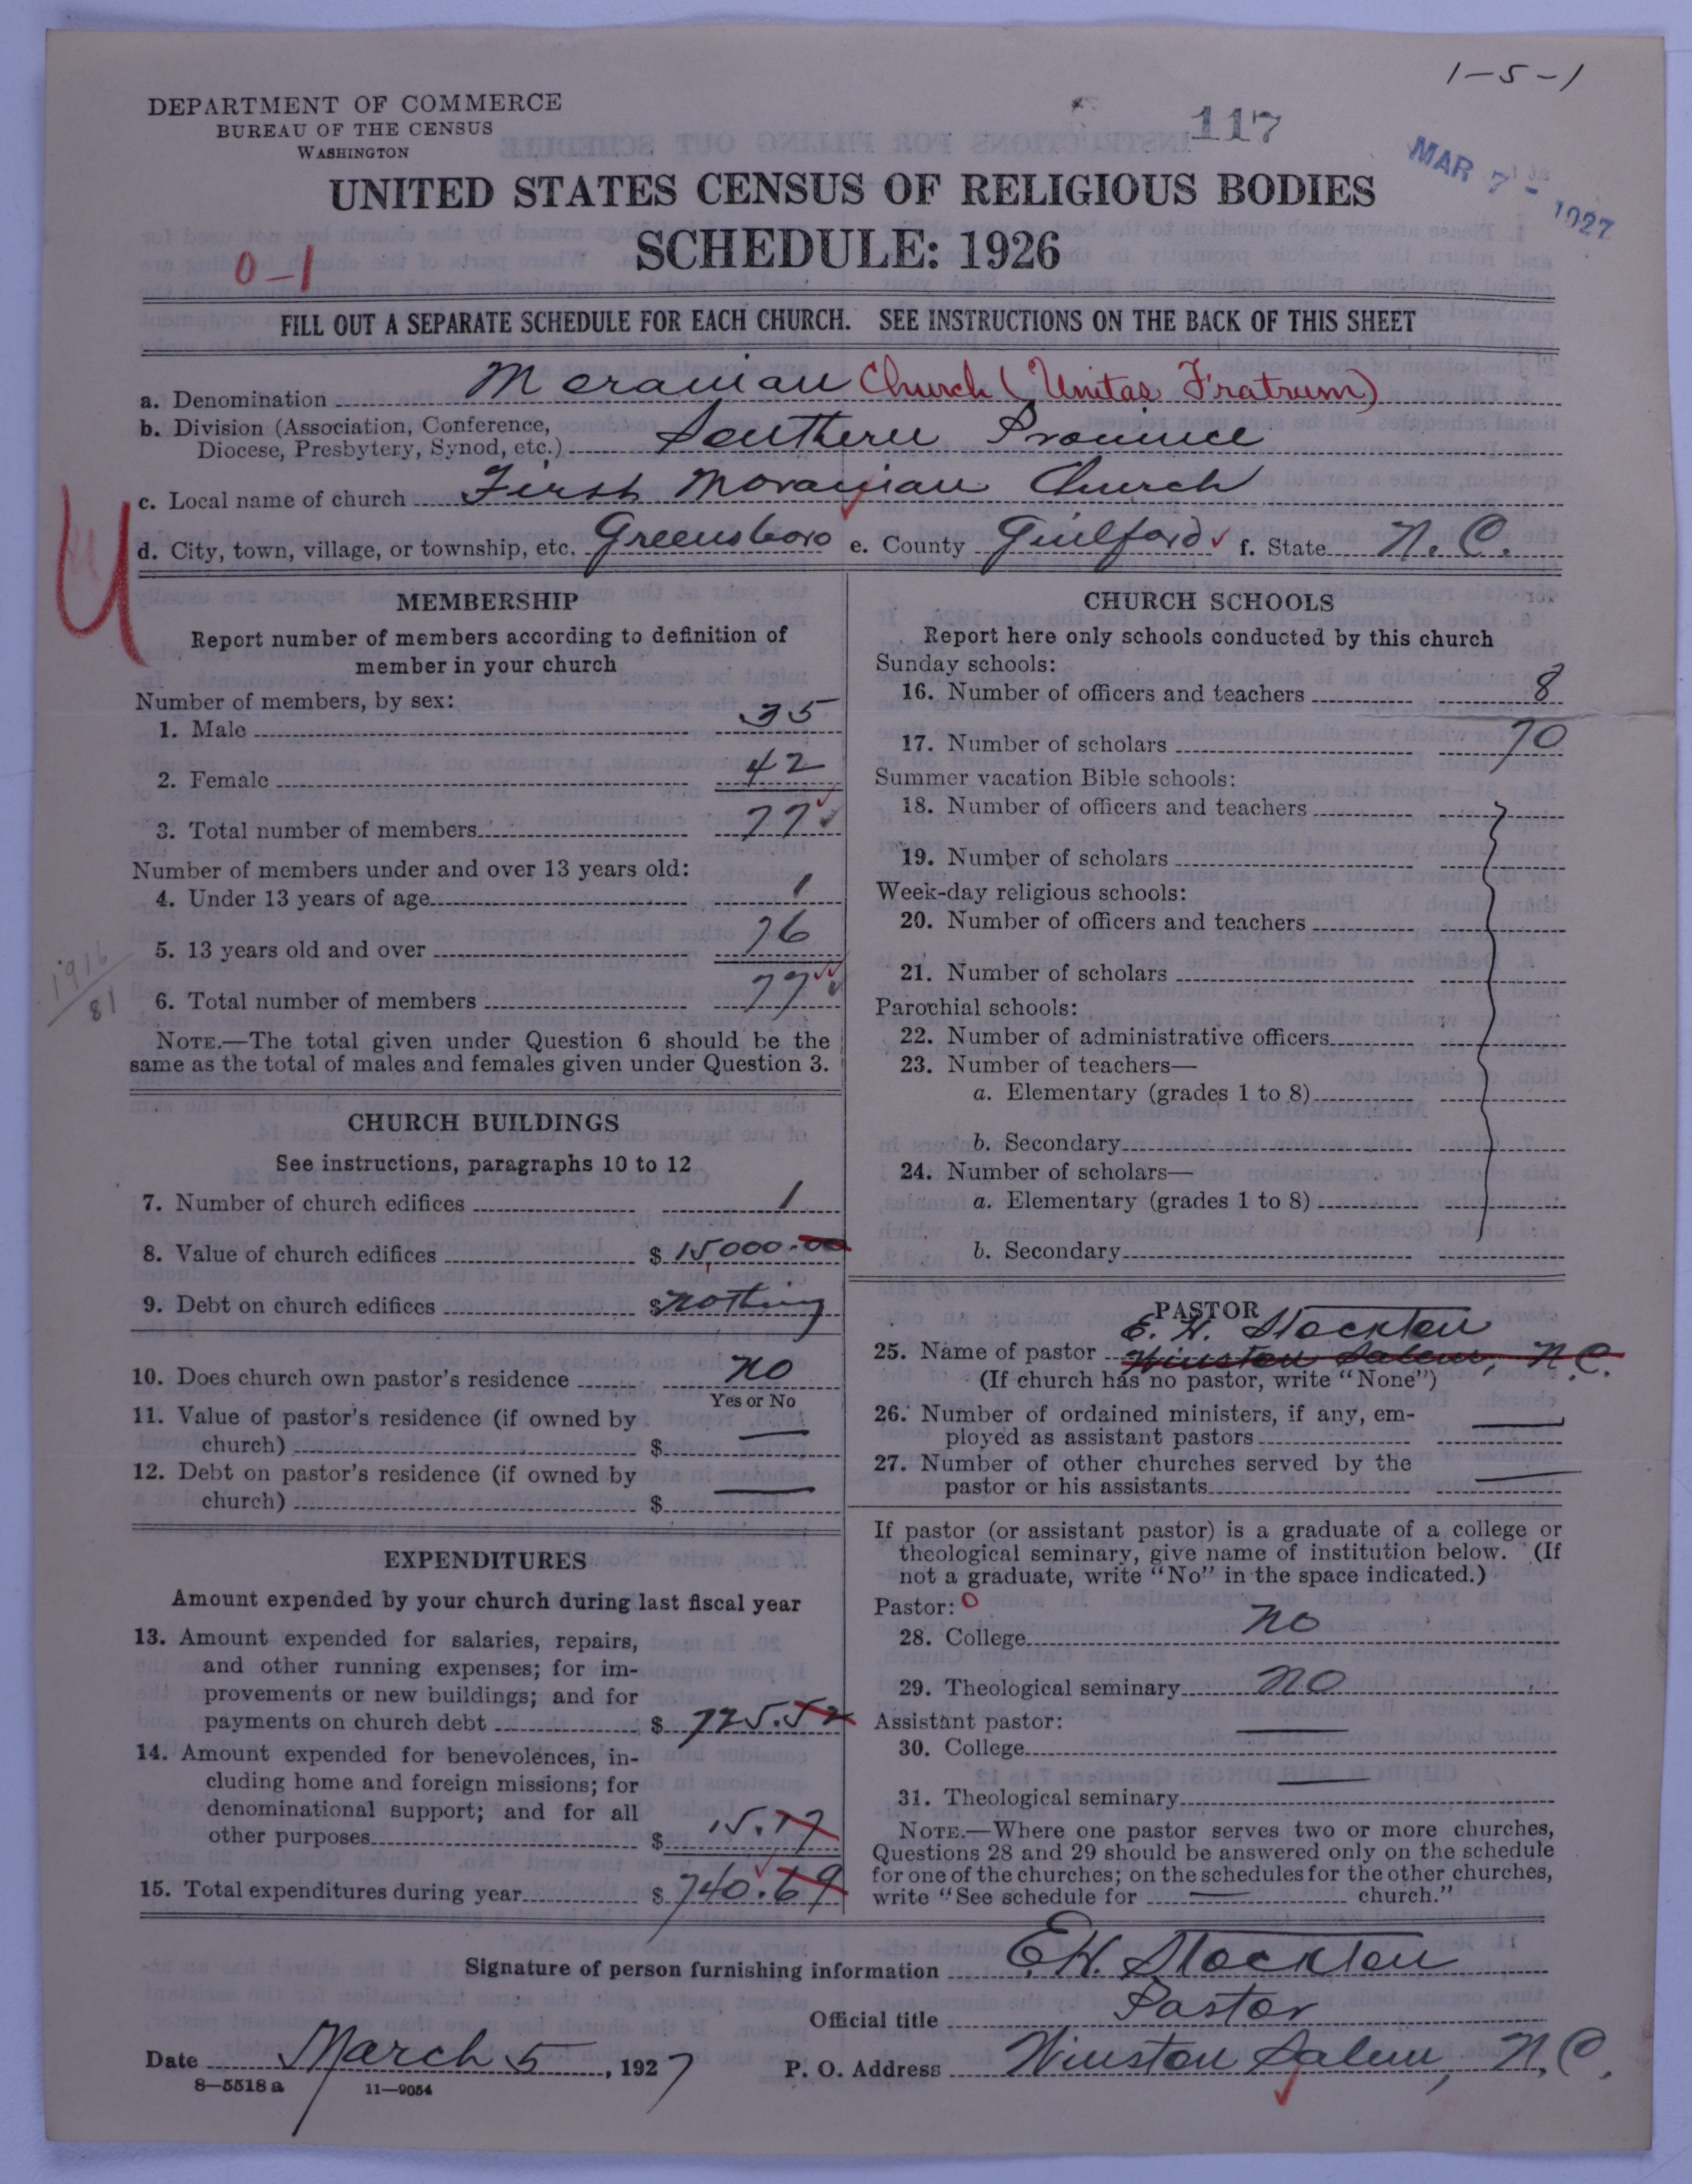 1-5-1
DEPARTMENT OF COMMERCE
BUREAU OF THE CENSUS
WASHINGTON
117
MAR 7 - 1927
UNITED STATES CENSUS OF RELIGIOUS BODIES
SCHEDULE: 1926
0-1
FILL OUT A SEPARATE SCHEDULE FOR EACH CHURCH. SEE INSTRUCTIONS ON THE BACK OF THIS SHEET
a. Denomination Moravian Church (Unitas Fratrum)
b. Division (Association, Conference,
Diocese, Presbytery, Synod, etc.) Southern Province
c. Local name of church First Moravian Church
d. City, town, village, or township, etc. Greensboro e. County Guilford f. State N. C.
U
MEMBERSHIP
Report number of members according to definition of
member in your church
Number of members, by sex:
1. Male 35
2. Female 42
3. Total number of members 77
Number of members under and over 13 years old:
4. Under 13 years of age 1
5. 13 years old and over 76
1916
81
6. Total number of members 77
NOTE.—The total given under Question 6 should be the
same as the total of males and females given under Question 3.
CHURCH BUILDINGS
See instructions, paragraphs 10 to 12
7. Number of church edifices 1
8. Value of church edifices $ 15,000.00
9. Debt on church edifices $ nothing
10. Does church own pastor's residence no
Yes or No
11. Value of pastor's residence (if owned by
church) $ —
12. Debt on pastor's residence (if owned by
church) $ —
EXPENDITURES
Amount expended by your church during last fiscal year
13. Amount expended for salaries, repairs,
and other running expenses; for im-
provements or new buildings; and for
payments on church debt $ 725.52
14. Amount expended for benevolences, in-
cluding home and foreign missions; for
denominational support; and for all
other purposes $ 15.17
15. Total expenditures during year $ 740.69
CHURCH SCHOOLS
Report here only schools conducted by this church
Sunday schools:
16. Number of officers and teachers 8
17. Number of scholars 70
Summer vacation Bible schools:
18. Number of officers and teachers
19. Number of scholars
Week-day religious schools:
20. Number of officers and teachers
21. Number of scholars
Parochial schools:
22. Number of administrative officers
23. Number of teachers—
a. Elementary (grades 1 to 8)
b. Secondary
24. Number of scholars—
a. Elementary (grades 1 to 8)
b. Secondary
PASTOR
E. H. Stockton
25. Name of pastor Winston Salem, N.C.
(If church has no pastor, write "None")
26. Number of ordained ministers, if any, em-
ployed as assistant pastors —
27. Number of other churches served by the
pastor or his assistants —
If pastor (or assistant pastor) is a graduate of a college or
theological seminary, give name of institution below. (If
not a graduate, write "No" in the space indicated.)
Pastor: 0
28. College no
29. Theological seminary no
Assistant pastor:
30. College —
31. Theological seminary —
NOTE.—Where one pastor serves two or more churches,
Questions 28 and 29 should be answered only on the schedule
for one of the churches; on the schedules for the other churches,
write "See schedule for — church."
Signature of person furnishing information E. H. Stockton
Official title Pastor
Date March 5, 1927 P. O. Address Winston Salem, N. C.
8—5518 a 11—9054